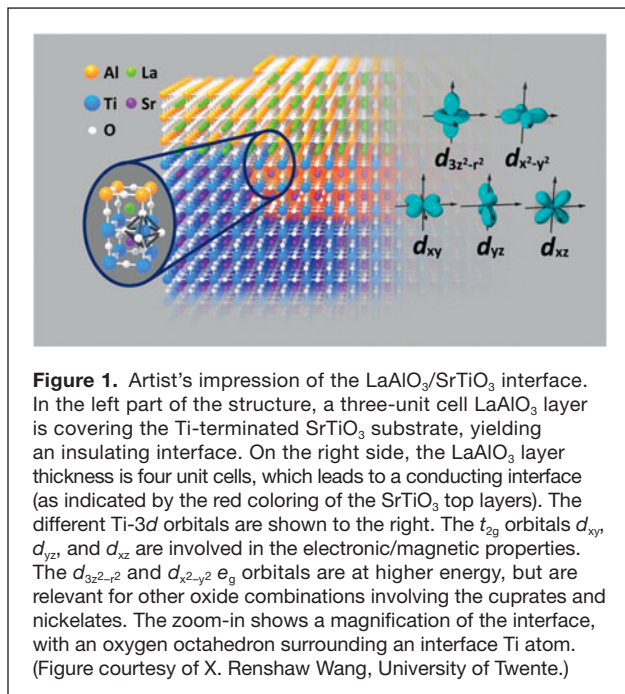 Al La
Ti Sr
O
d3z²–r² dx²–y²
dxy dyz dxz
Figure 1. Artist's impression of the LaAlO₃/SrTiO₃ interface.
In the left part of the structure, a three-unit cell LaAlO₃ layer
is covering the Ti-terminated SrTiO₃ substrate, yielding
an insulating interface. On the right side, the LaAlO₃ layer
thickness is four unit cells, which leads to a conducting interface
(as indicated by the red coloring of the SrTiO₃ top layers). The
different Ti-3d orbitals are shown to the right. The t₂g orbitals dxy,
dyz, and dxz are involved in the electronic/magnetic properties.
The d3z²–r² and dx²–y² eg orbitals are at higher energy, but are
relevant for other oxide combinations involving the cuprates and
nickelates. The zoom-in shows a magnification of the interface,
with an oxygen octahedron surrounding an interface Ti atom.
(Figure courtesy of X. Renshaw Wang, University of Twente.)